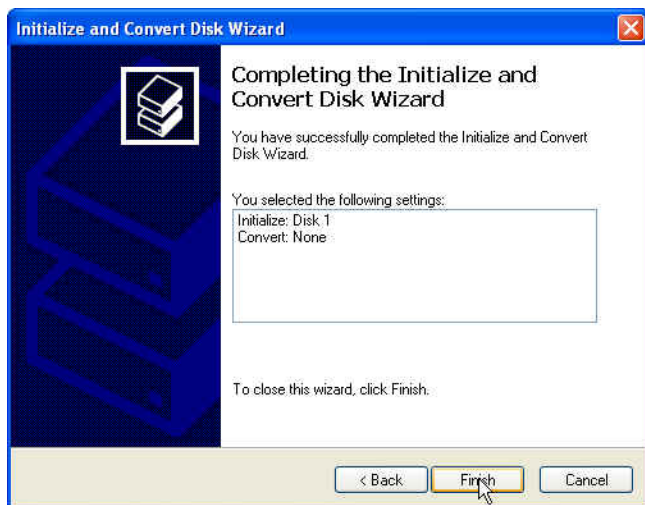 Initialize and Convert Disk Wizard
Completing the Initialize and
Convert Disk Wizard
You have successfully completed the Initialize and Convert
Disk Wizard.
You selected the following settings:
Initialize: Disk 1
Convert: None
To close this wizard, click Finish.
< Back
Finish
Cancel